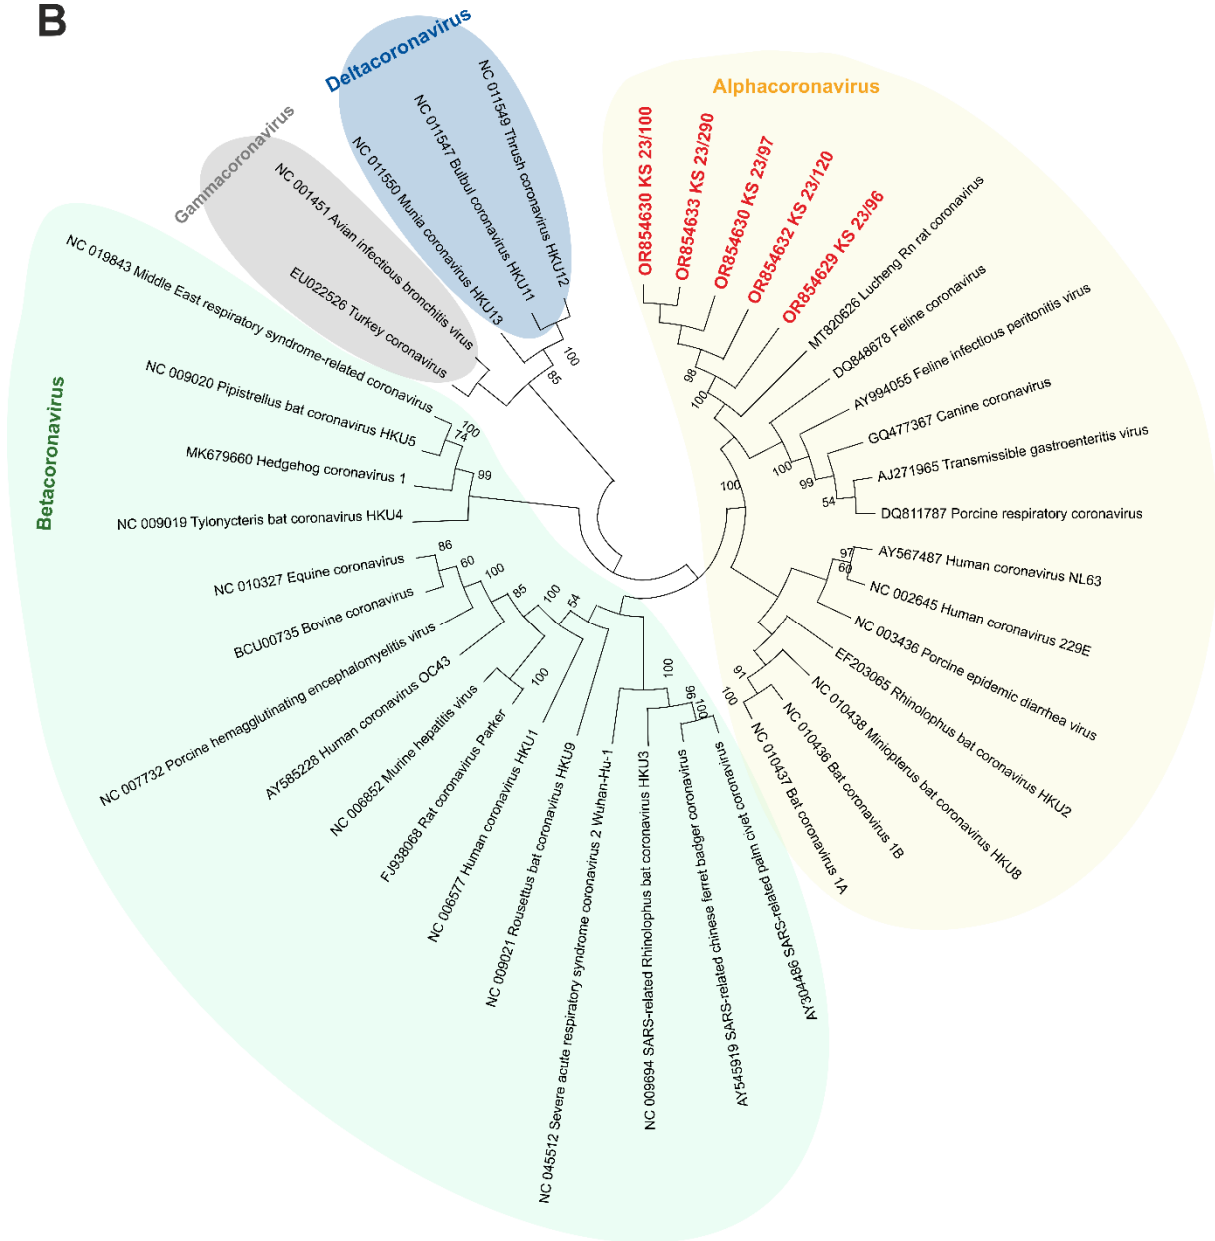 B
Deltacoronavirus
NC 011549 Thrush coronavirus HKU12
NC 011547 Bulbul coronavirus HKU11
NC 011550 Munia coronavirus HKU13
100
85
Gammacoronavirus
NC 001451 Avian infectious bronchitis virus
EU022526 Turkey coronavirus
Alphacoronavirus
OR854630 KS 23/100
OR854633 KS 23/290
OR854630 KS 23/97
OR854632 KS 23/120
OR854629 KS 23/96
MT820626 Lucheng Rn rat coronavirus
DQ848678 Feline coronavirus
AY994055 Feline infectious peritonitis virus
GQ477367 Canine coronavirus
AJ271965 Transmissible gastroenteritis virus
DQ811787 Porcine respiratory coronavirus
98
100
100
99
54
100
AY567487 Human coronavirus NL63
NC 002645 Human coronavirus 229E
NC 003436 Porcine epidemic diarrhea virus
EF203065 Rhinolophus bat coronavirus HKU2
NC 010438 Miniopterus bat coronavirus HKU8
NC 010436 Bat coronavirus 1B
NC 010437 Bat coronavirus 1A
97
60
91
100
Betacoronavirus
NC 019843 Middle East respiratory syndrome-related coronavirus
NC 009020 Pipistrellus bat coronavirus HKU5
MK679660 Hedgehog coronavirus 1
NC 009019 Tylonycteris bat coronavirus HKU4
100
74
99
NC 010327 Equine coronavirus
BCU00735 Bovine coronavirus
NC 007732 Porcine hemagglutinating encephalomyelitis virus
AY585228 Human coronavirus OC43
NC 006852 Murine hepatitis virus
FJ938068 Rat coronavirus Parker
NC 006577 Human coronavirus HKU1
NC 009021 Rousettus bat coronavirus HKU9
NC 045512 Severe acute respiratory syndrome coronavirus 2 Wuhan-Hu-1
NC 009694 SARS-related Rhinolophus bat coronavirus HKU3
AY545919 SARS-related chinese ferret badger coronavirus
AY304486 SARS-related palm civet coronavirus
86
60
100
85
100
54
100
100
96
100